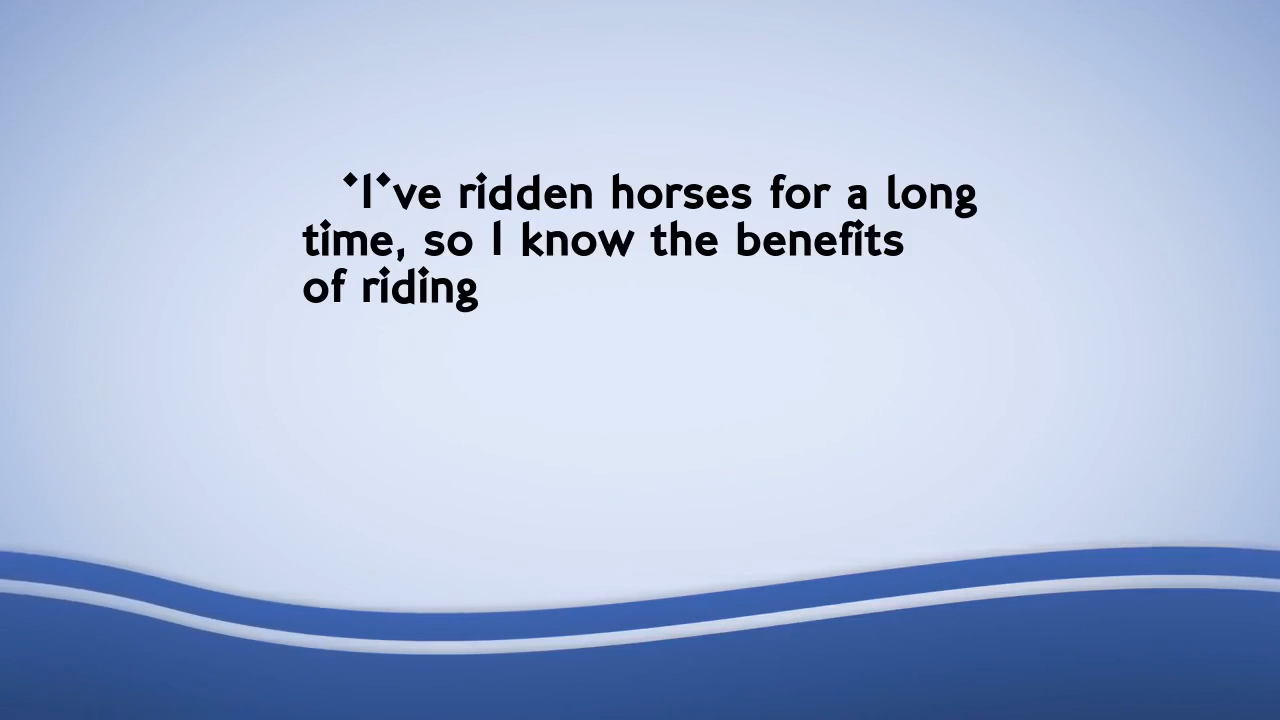 'I've ridden horses for a long
time, so I know the benefits
of riding